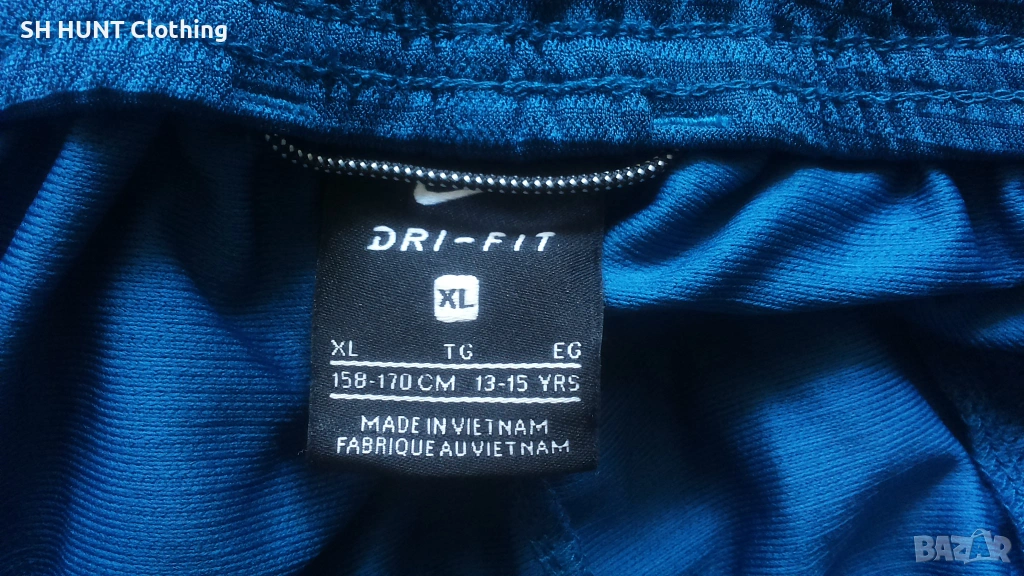 SH HUNT Clothing
DRI-FIT
XL
XL TG EG
158-170 CM 13-15 YRS
MADE IN VIETNAM
FABRIQUE AU VIETNAM
BAZAR